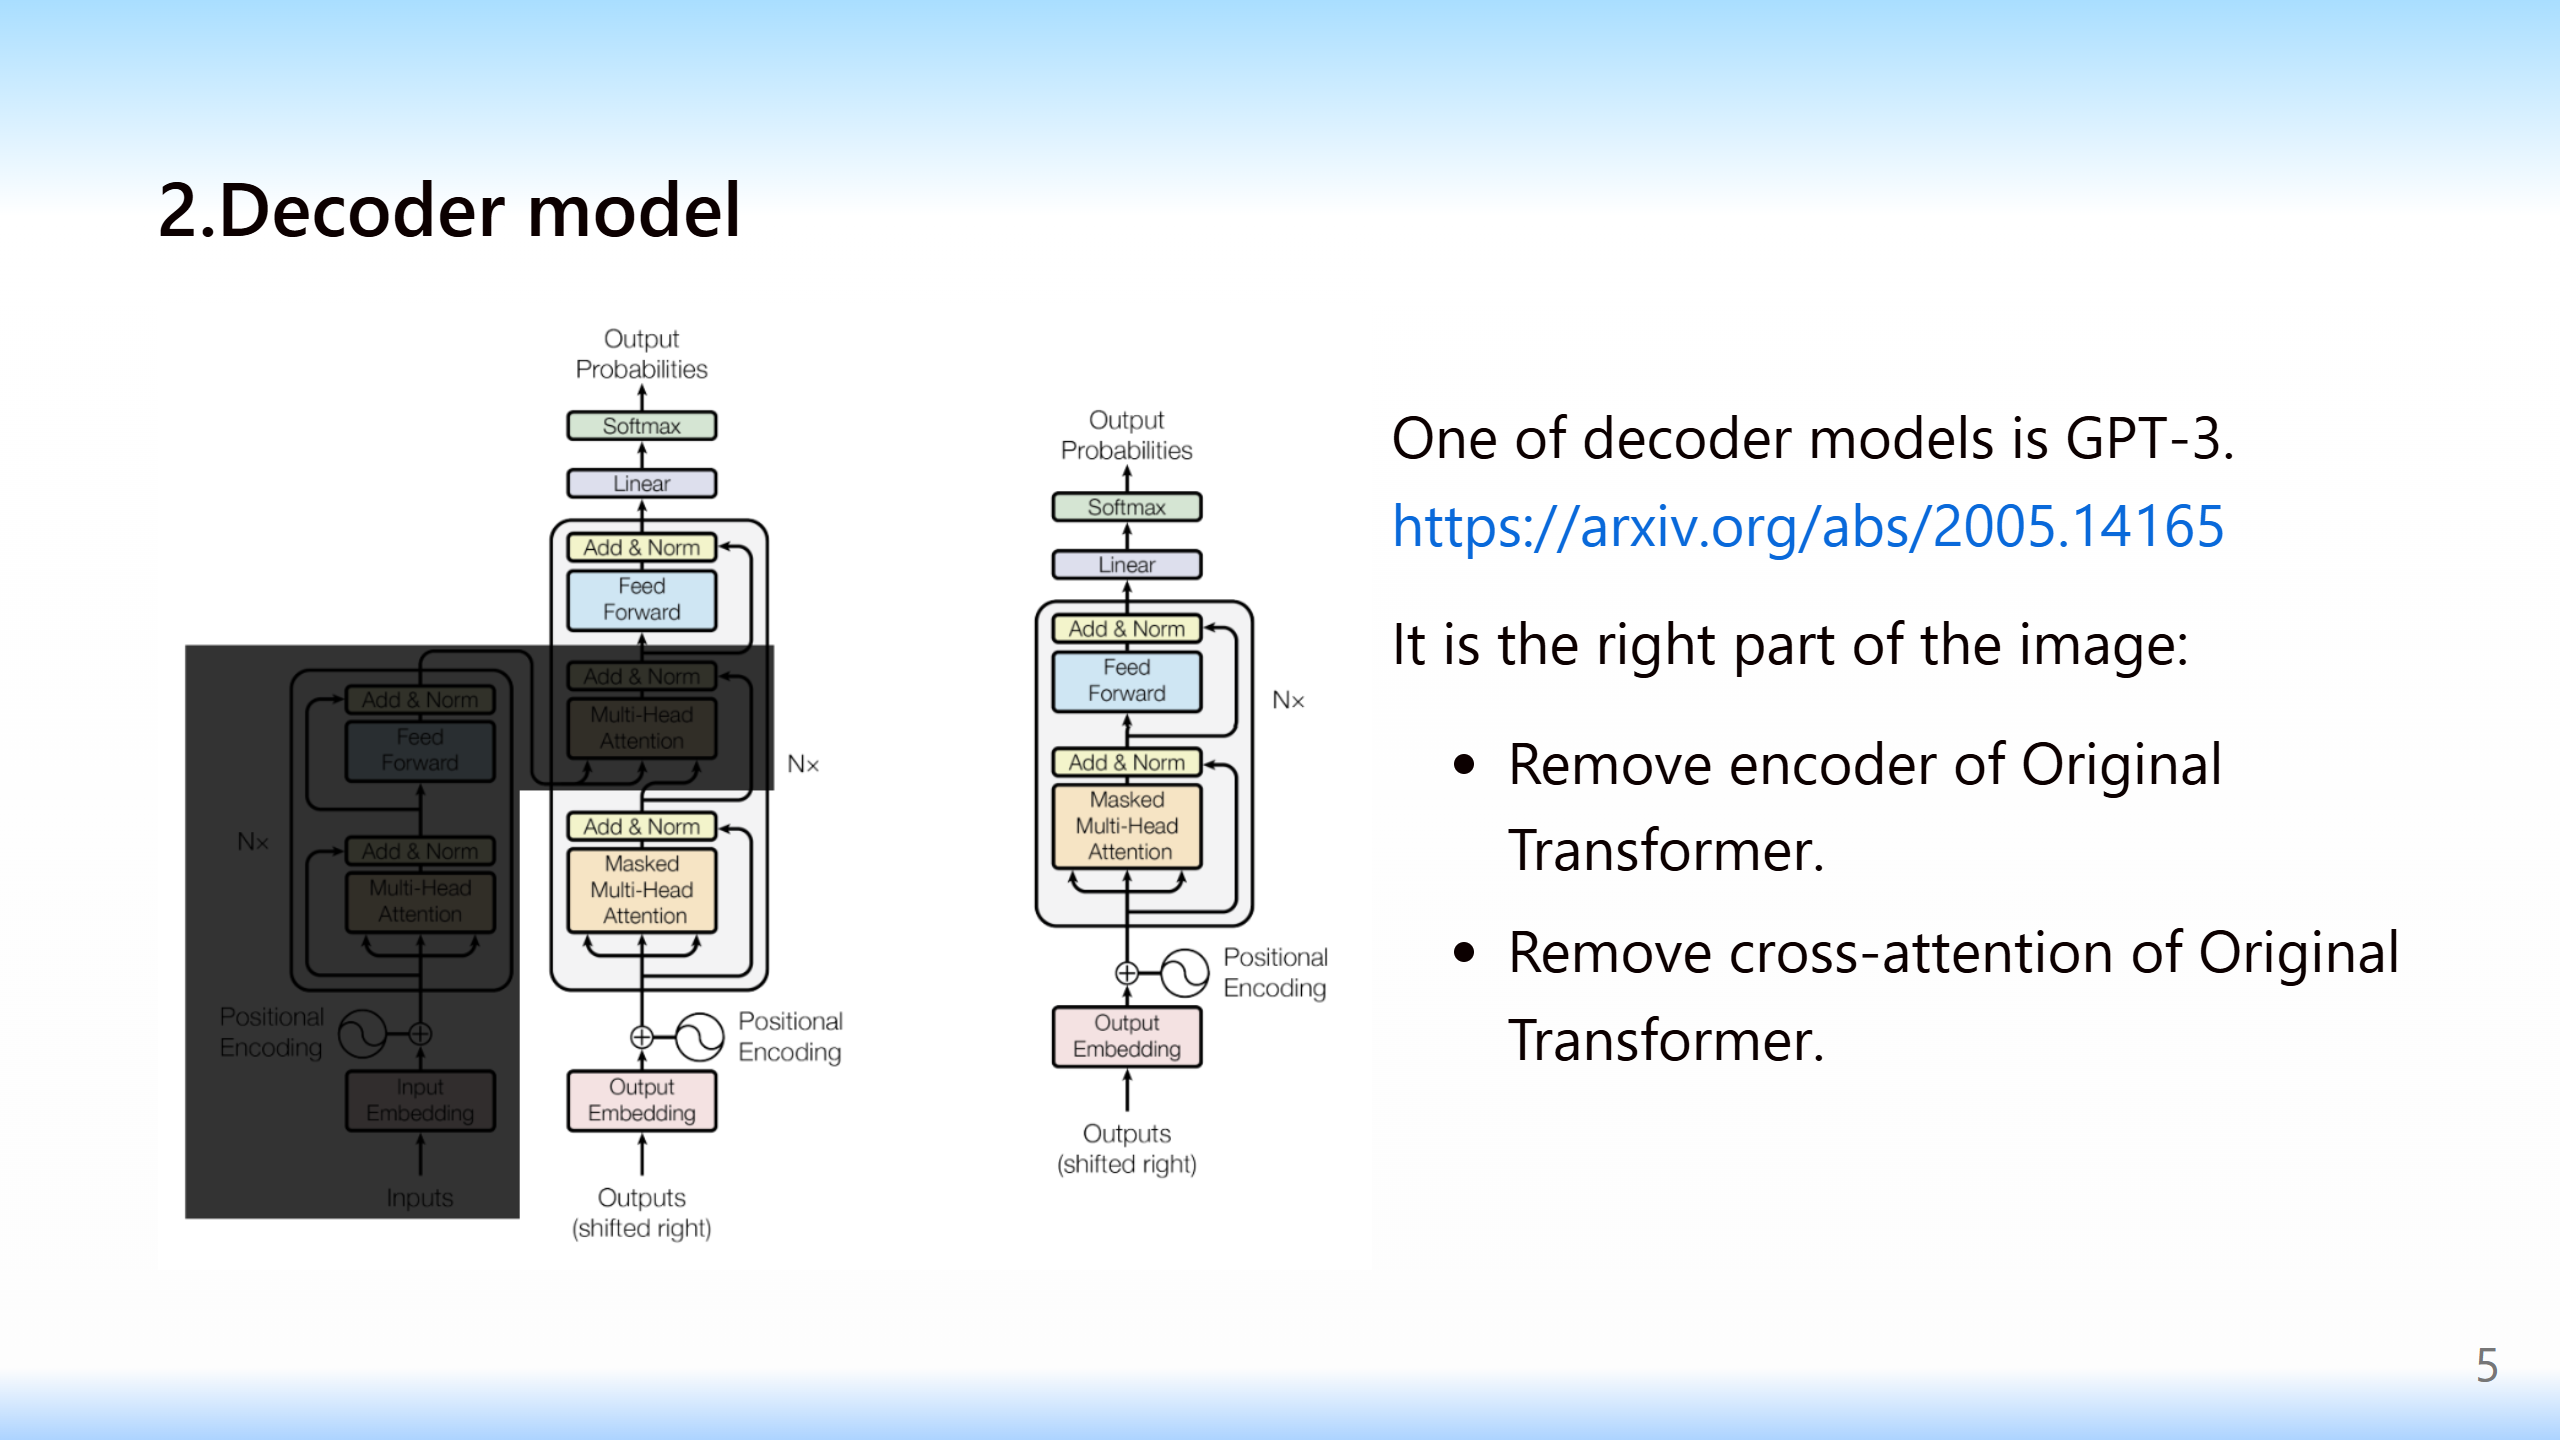 2.Decoder model
Output
Probabilities
Softmax
Linear
Add & Norm
Feed
Forward
Add & Norm
Multi-Head
Attention
Nx
Add & Norm
Masked
Multi-Head
Attention
Positional
Encoding
Output
Embedding
Outputs
(shifted right)
Add & Norm
Feed
Forward
Nx
Add & Norm
Multi-Head
Attention
Positional
Encoding
Input
Embedding
Inputs
Output
Probabilities
Softmax
Linear
Add & Norm
Feed
Forward
Nx
Add & Norm
Masked
Multi-Head
Attention
Positional
Encoding
Output
Embedding
Outputs
(shifted right)
One of decoder models is GPT-3.
https://arxiv.org/abs/2005.14165
It is the right part of the image:
• Remove encoder of Original
Transformer.
• Remove cross-attention of Original
Transformer.
5